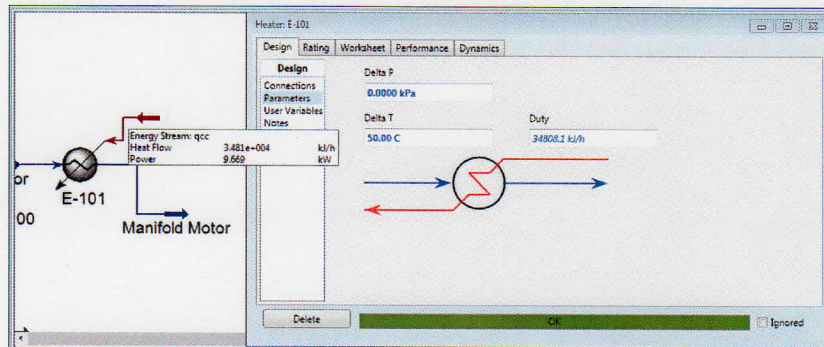 Heater: E-101
Design Rating Worksheet Performance Dynamics
Design
Connections
Parameters
User Variables
Notes
Delta P
0.0000 kPa
Delta T
50.00 C
Duty
34808.1 kJ/h
Energy Stream: qcc
Heat Flow 3.481e+004 kJ/h
Power 9.669 kW
or
E-101
00
Manifold Motor
Delete
OK
Ignored